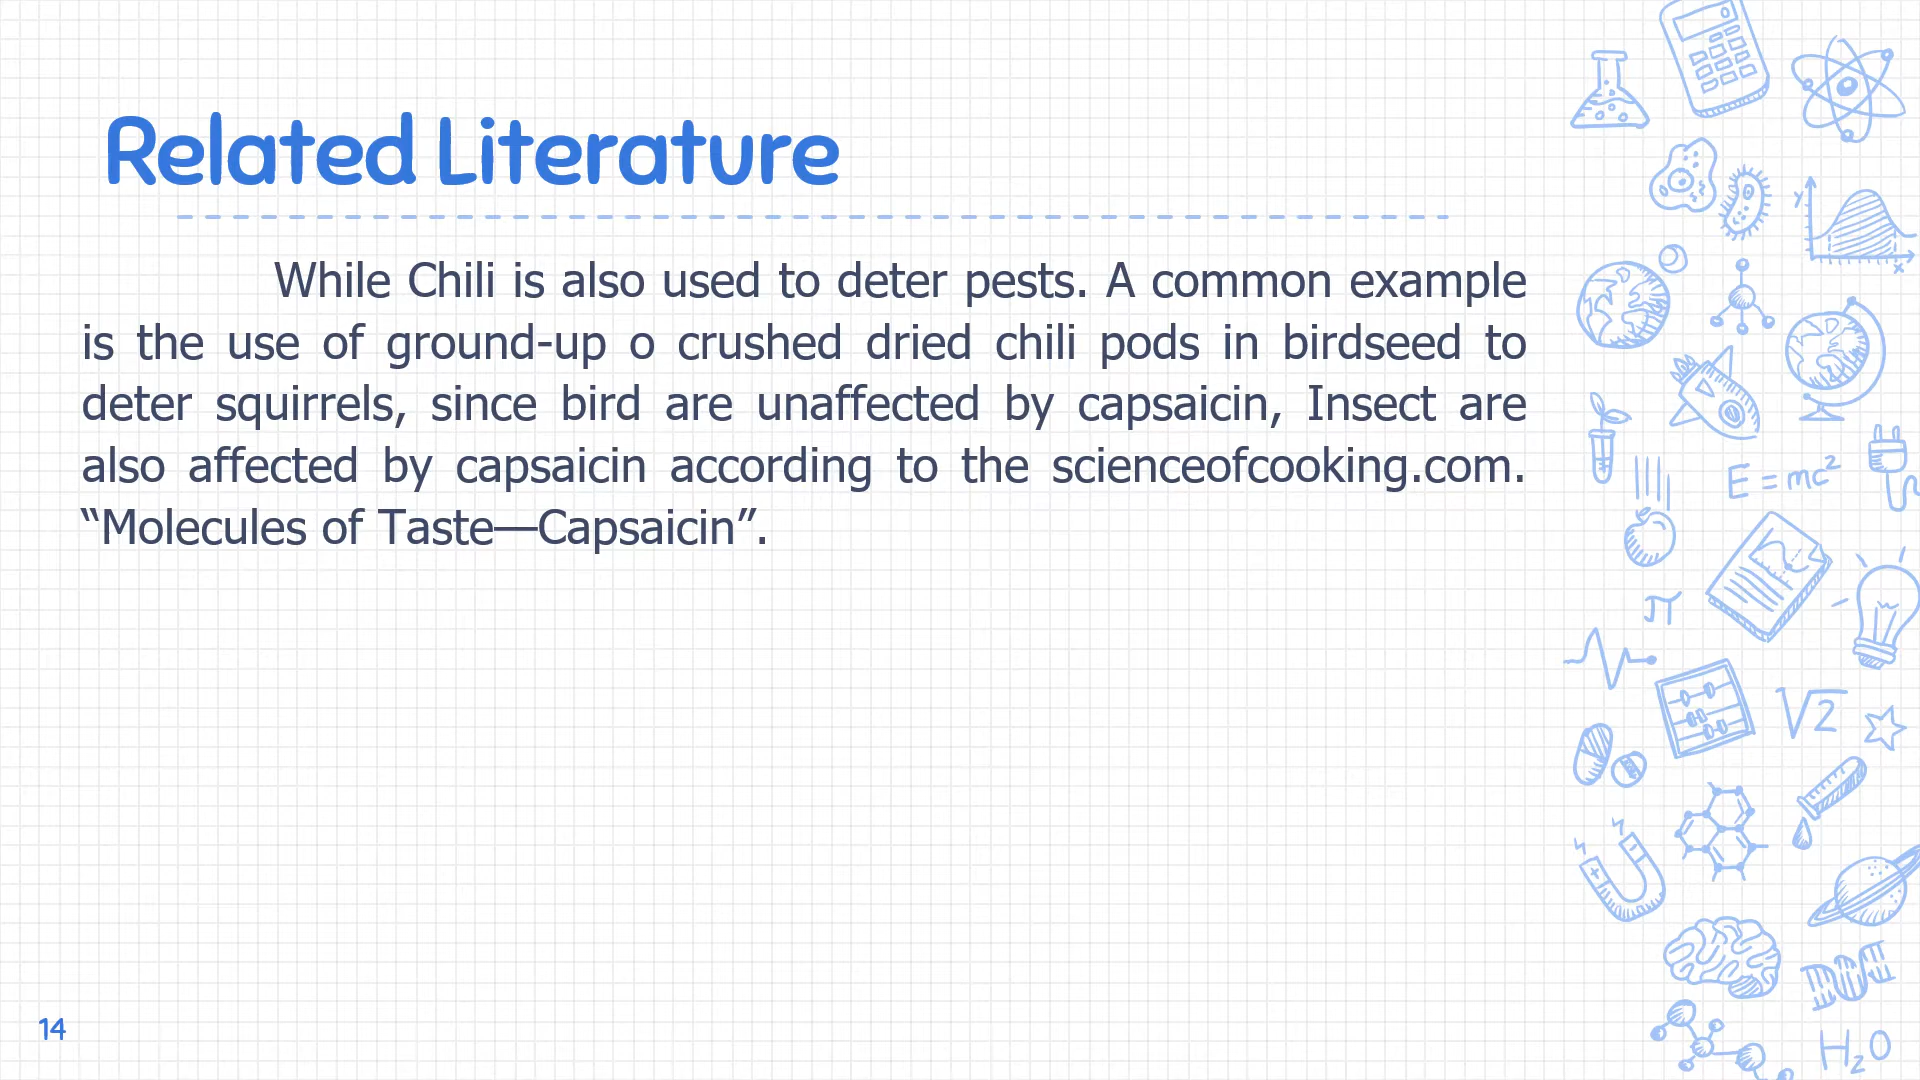 Related Literature
While Chili is also used to deter pests. A common example
is the use of ground-up o crushed dried chili pods in birdseed to
deter squirrels, since bird are unaffected by capsaicin, Insect are
also affected by capsaicin according to the scienceofcooking.com.
“Molecules of Taste—Capsaicin”.
14
y
x
E=mc²
π
√2
H₂O